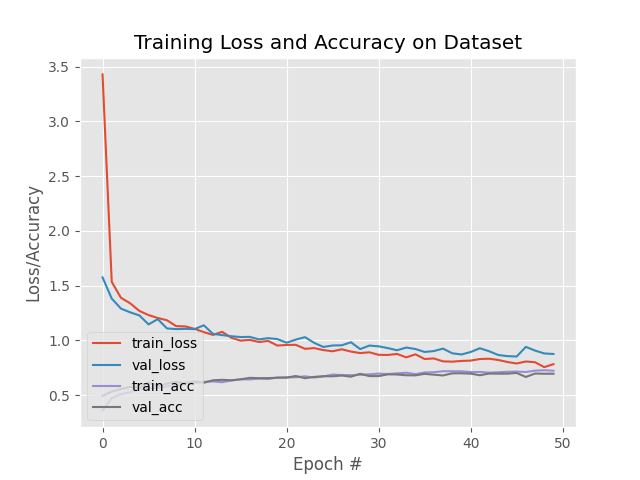 Training Loss and Accuracy on Dataset
3.5
3.0
2.5
2.0
1.5
1.0
0.5
Loss/Accuracy
train_loss
val_loss
train_acc
val_acc
0 10 20 30 40 50
Epoch #